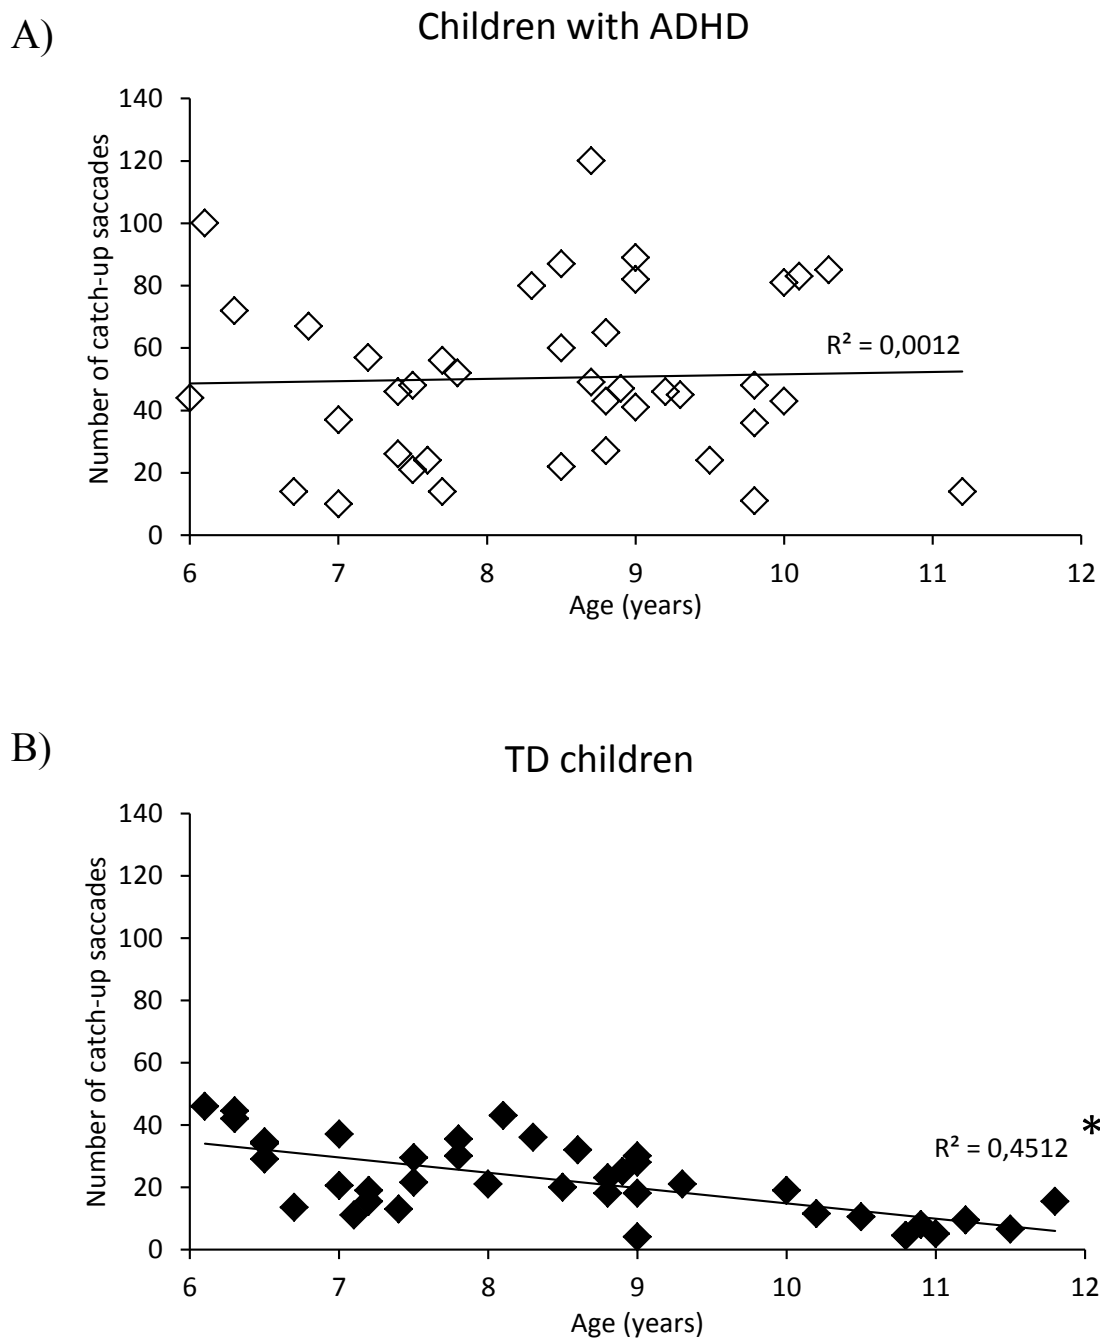 A)
Children with ADHD
140
120
100
80
60
40
20
0
Number of catch-up saccades
R² = 0,0012
6 7 8 9 10 11 12
Age (years)
B)
TD children
140
120
100
80
60
40
20
0
Number of catch-up saccades
*
R² = 0,4512
6 7 8 9 10 11 12
Age (years)